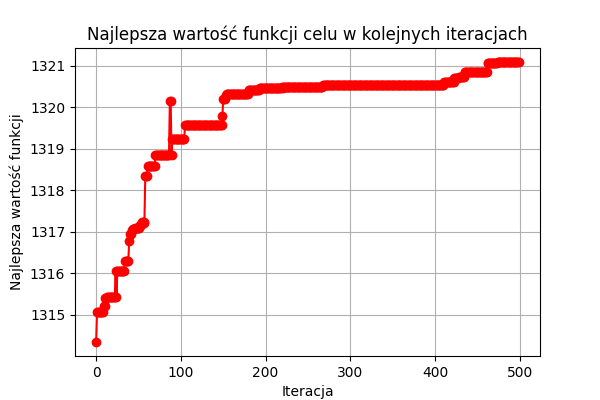 Najlepsza wartość funkcji celu w kolejnych iteracjach
Najlepsza wartość funkcji
1321
1320
1319
1318
1317
1316
1315
0 100 200 300 400 500
Iteracja